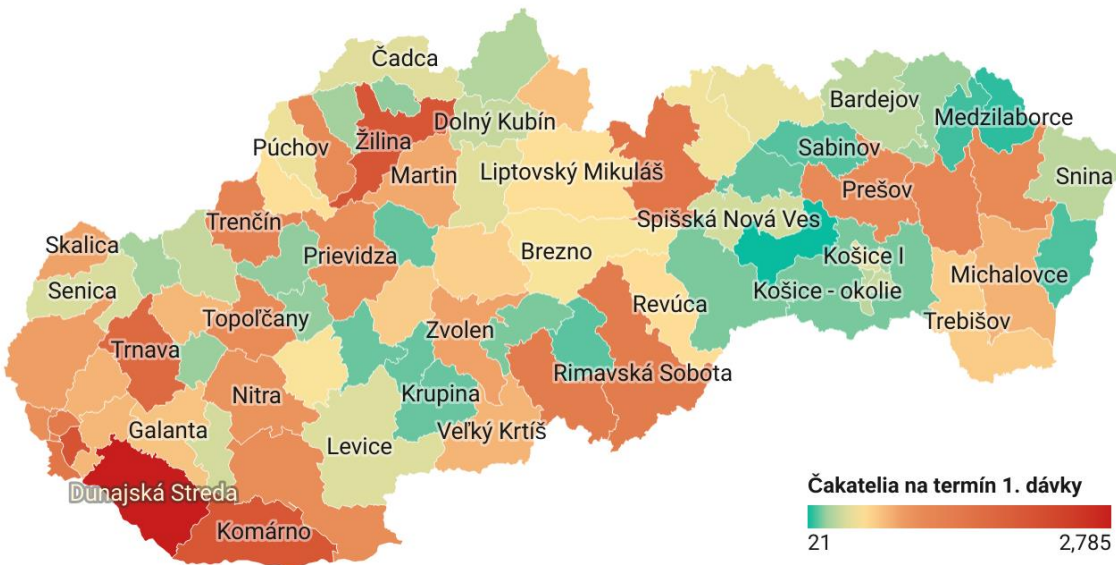 Čadca
Bardejov
Medzilaborce
Dolný Kubín
Púchov
Žilina
Sabinov
Martin
Liptovský Mikuláš
Snina
Prešov
Trenčín
Spišská Nová Ves
Skalica
Prievidza
Brezno
Košice I
Senica
Michalovce
Košice - okolie
Revúca
Topoľčany
Zvolen
Trebišov
Trnava
Rimavská Sobota
Nitra
Krupina
Galanta
Veľký Krtíš
Levice
Dunajská Streda
Komárno
Čakatelia na termín 1. dávky
21
2,785